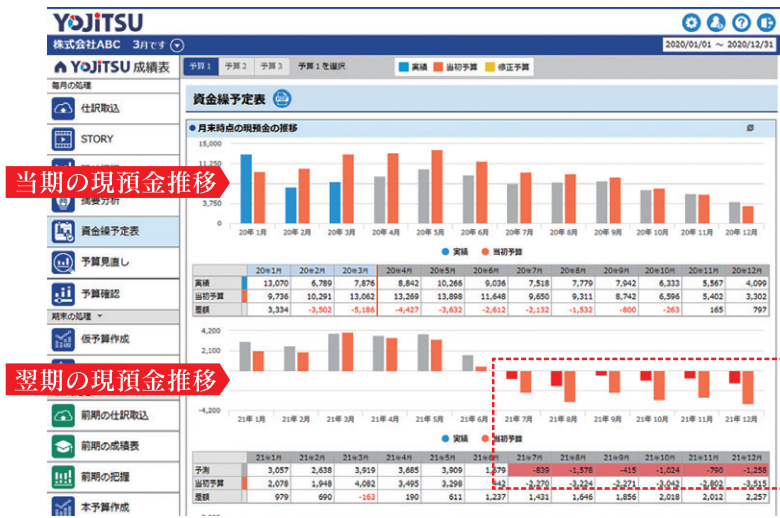 YOJiTSU
株式会社ABC 3月です
2020/01/01 ～ 2020/12/31
YOJiTSU 成績表
予算1 予算2 予算3 予算1を選択 実績 当初予算 修正予算
毎月の処理
仕訳取込
STORY
摘要分析
資金繰予定表
予算見直し
予算確認
期末の処理
仮予算作成
前期の仕訳取込
前期の成績表
前期の把握
本予算作成
資金繰予定表
月末時点の現預金の推移
当期の現預金推移
15,000
11,250
3,750
0
20年1月 20年2月 20年3月 20年4月 20年5月 20年6月 20年7月 20年8月 20年9月 20年10月 20年11月 20年12月
実績 当初予算
20年1月 20年2月 20年3月 20年4月 20年5月 20年6月 20年7月 20年8月 20年9月 20年10月 20年11月 20年12月
実績 13,070 6,789 7,876 8,842 10,266 9,036 7,518 7,779 7,942 6,333 5,567 4,099
当初予算 9,736 10,291 13,062 13,269 13,898 11,648 9,650 9,311 8,742 6,596 5,402 3,302
差額 3,334 -3,502 -5,186 -4,427 -3,632 -2,612 -2,132 -1,532 -800 -263 165 797
翌期の現預金推移
4,200
2,100
-4,200
21年1月 21年2月 21年3月 21年4月 21年5月 21年6月 21年7月 21年8月 21年9月 21年10月 21年11月 21年12月
実績 当初予算
21年1月 21年2月 21年3月 21年4月 21年5月 21年6月 21年7月 21年8月 21年9月 21年10月 21年11月 21年12月
予測 3,057 2,638 3,919 3,685 3,909 1,679 -839 -1,578 -415 -1,024 -790 -1,258
当初予算 2,078 1,948 4,082 3,495 3,298 442 -2,270 -3,224 -2,271 -3,042 -2,802 -3,515
差額 979 690 -163 190 611 1,237 1,431 1,646 1,856 2,018 2,012 2,257